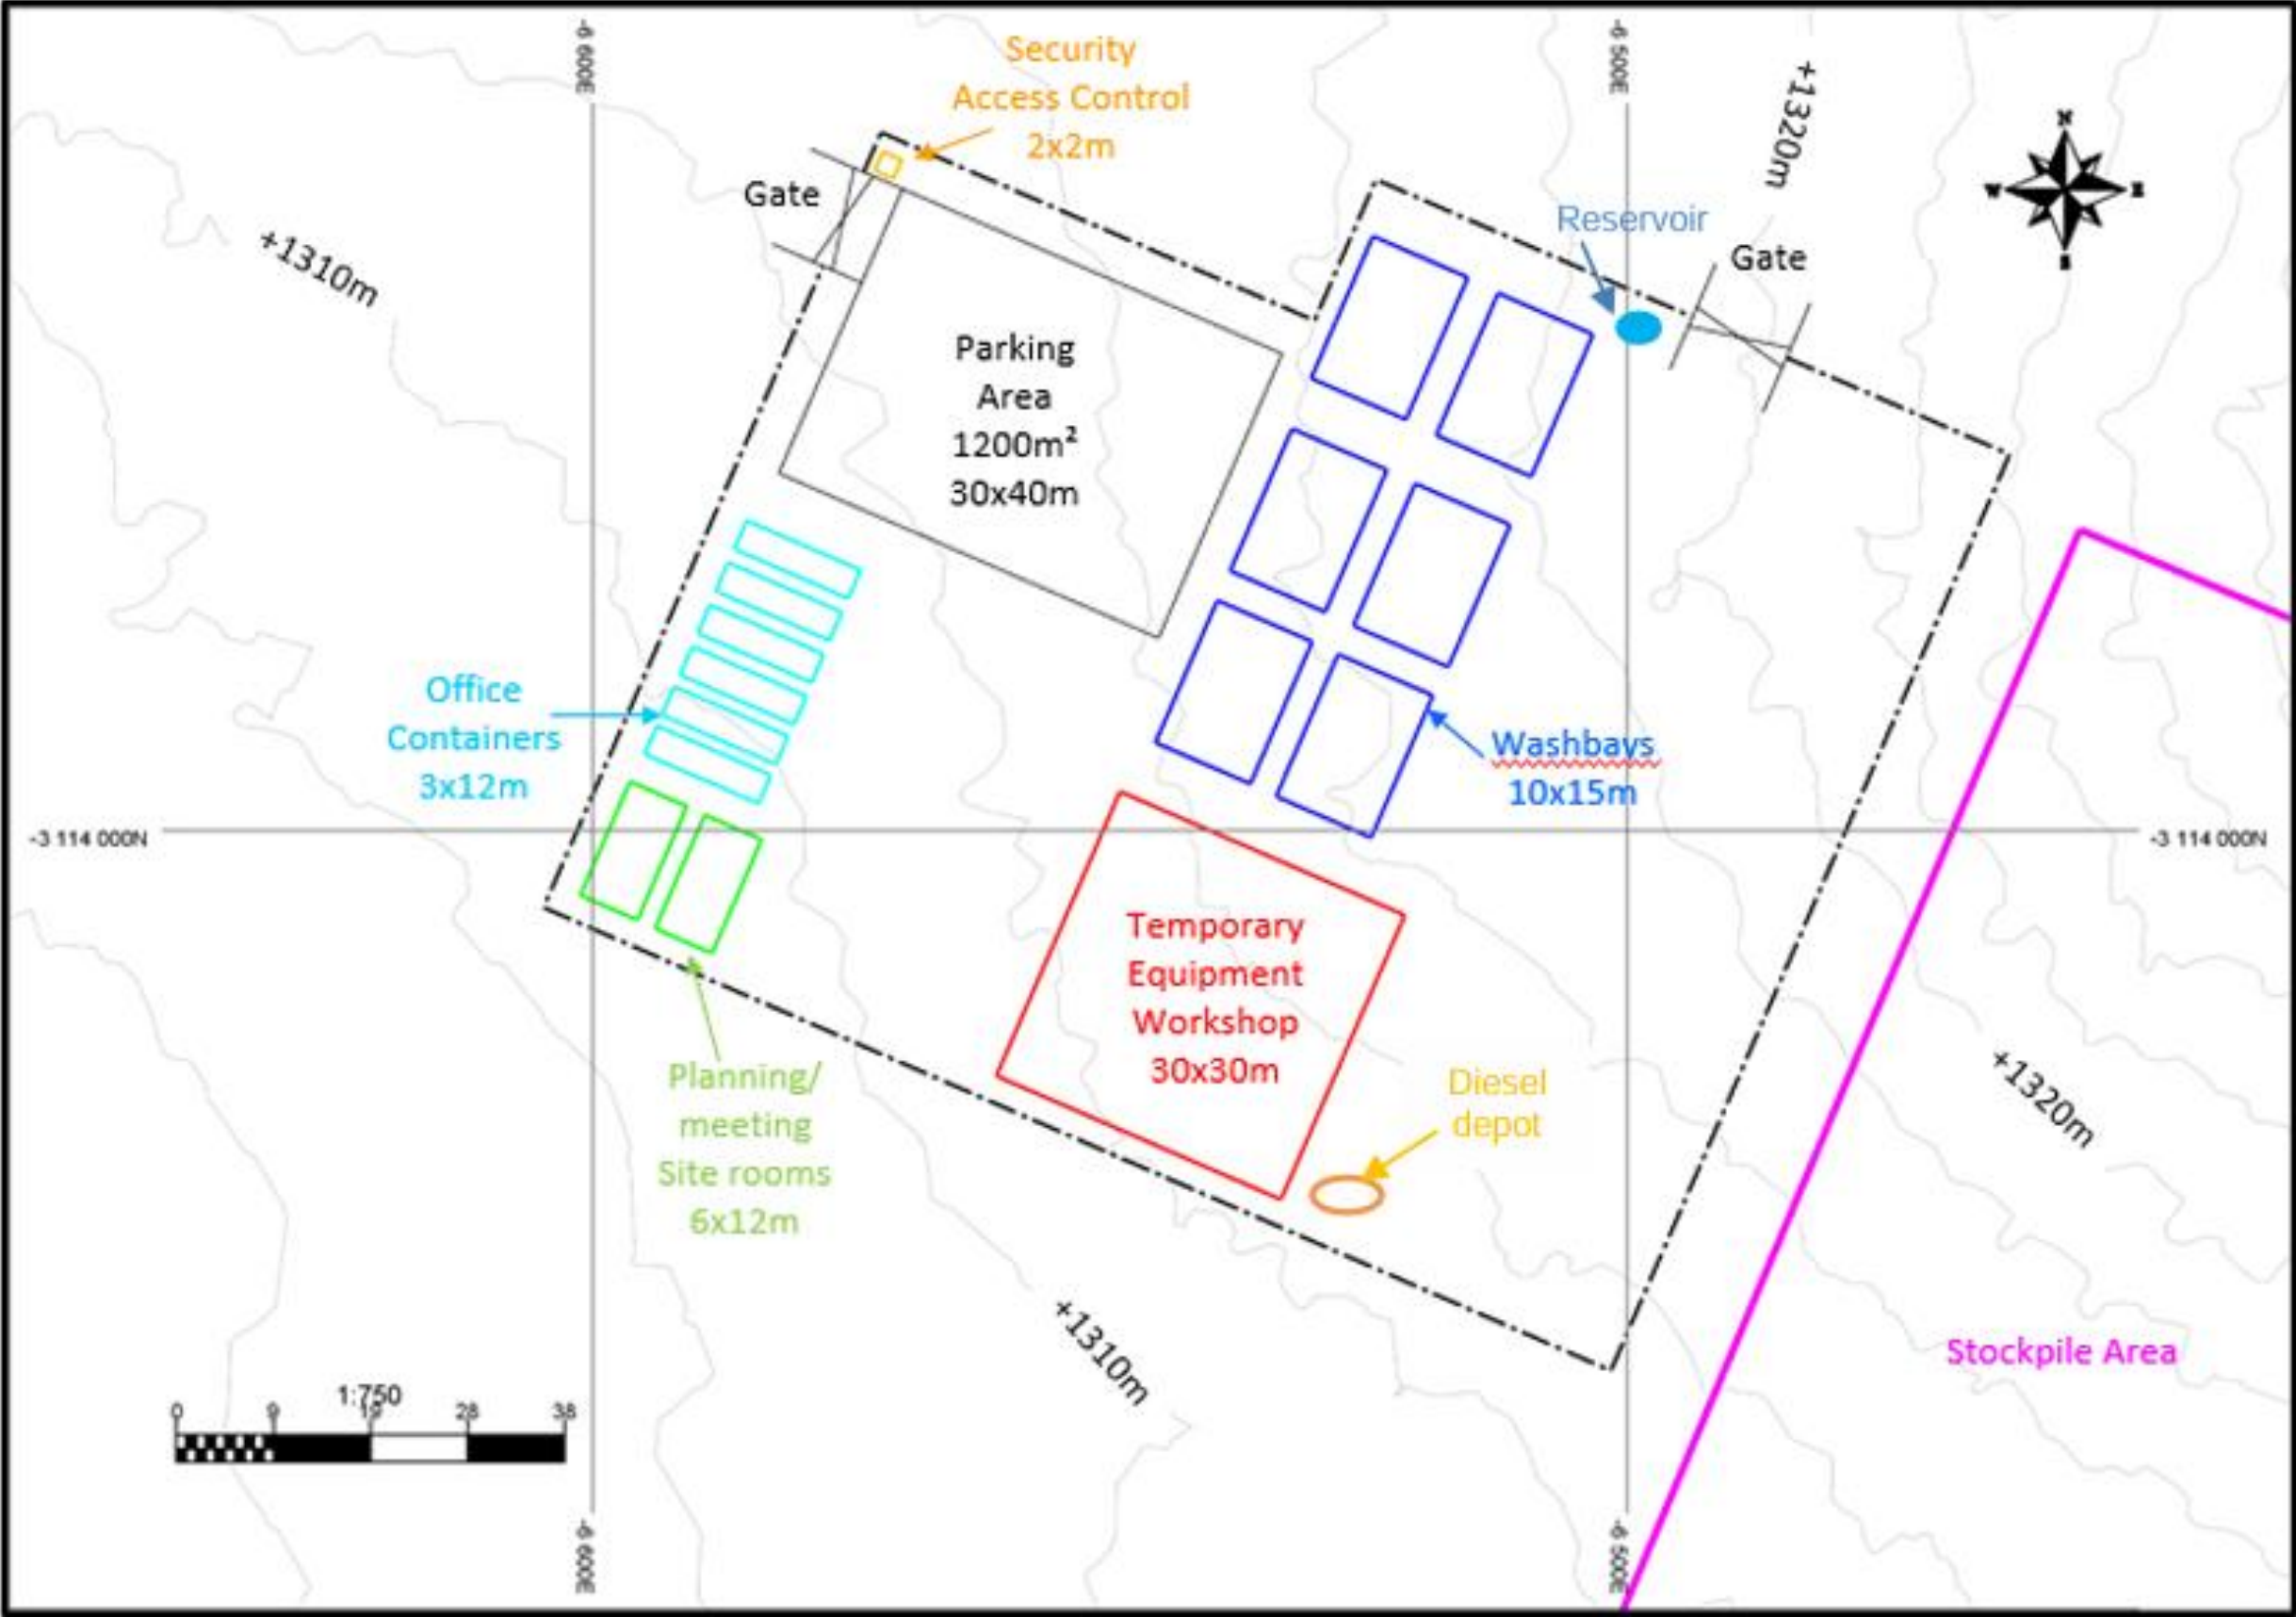 -6 600E
-6 500E
Security
Access Control
2x2m
+1320m
N
W
E
S
Gate
Reservoir
Gate
+1310m
Parking
Area
1200m²
30x40m
Office
Containers
3x12m
Washbays
10x15m
-3 114 000N
-3 114 000N
Temporary
Equipment
Workshop
30x30m
Planning/
meeting
Site rooms
6x12m
Diesel
depot
+1320m
+1310m
Stockpile Area
1:750
0 9 19 28 38
-6 600E
-6 500E